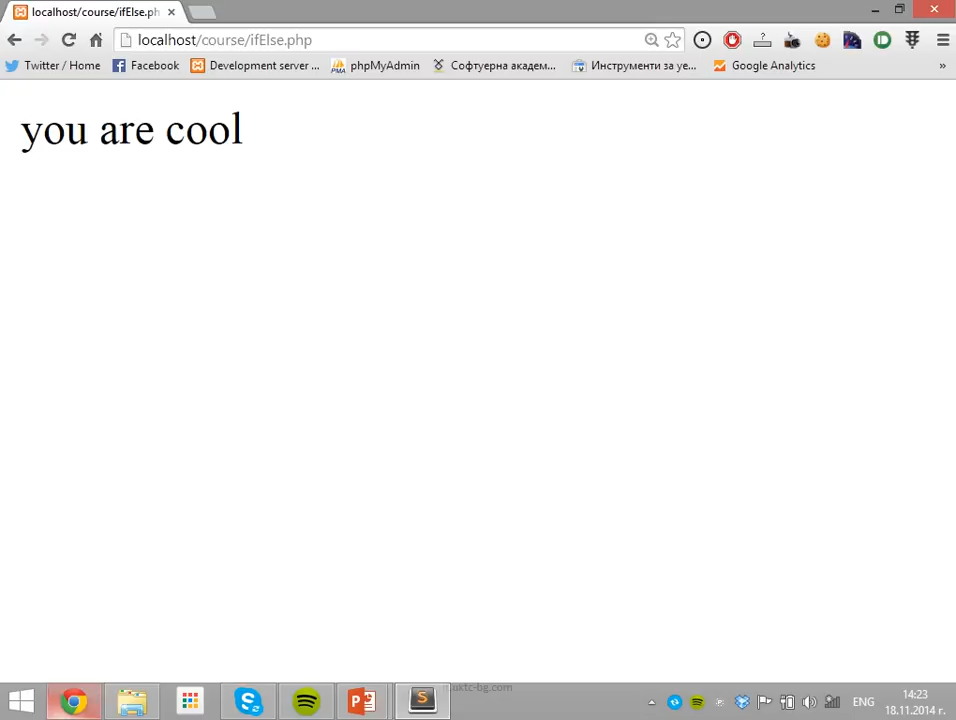 localhost/course/ifElse.ph
localhost/course/ifElse.php
Twitter / Home
Facebook
Development server ...
phpMyAdmin
Софтуерна академ...
Инструменти за уе...
Google Analytics
»
you are cool
ЕНГ
14:23
18.11.2014 г.